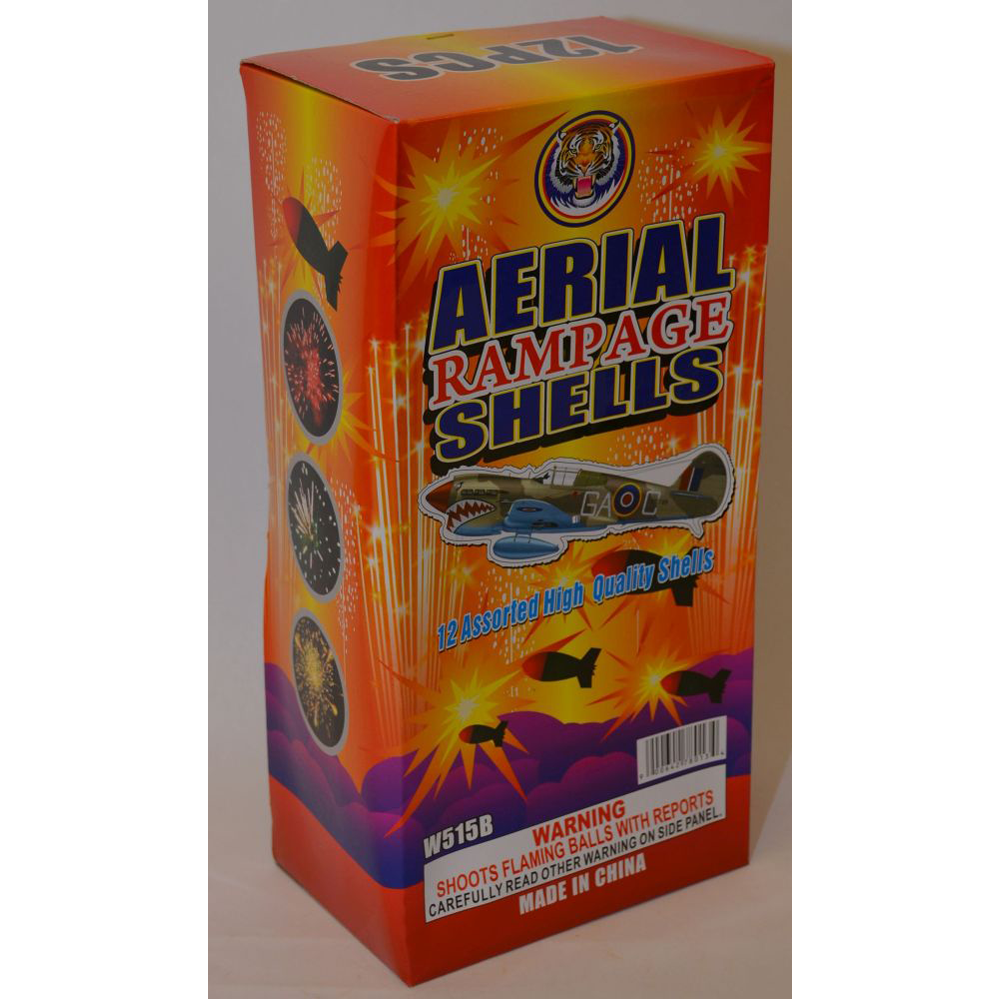 12PCS
AERIAL
RAMPAGE
SHELLS
GA C
12 Assorted High Quality Shells
W515B
WARNING
SHOOTS FLAMING BALLS WITH REPORTS
CAREFULLY READ OTHER WARNING ON SIDE PANEL.
MADE IN CHINA